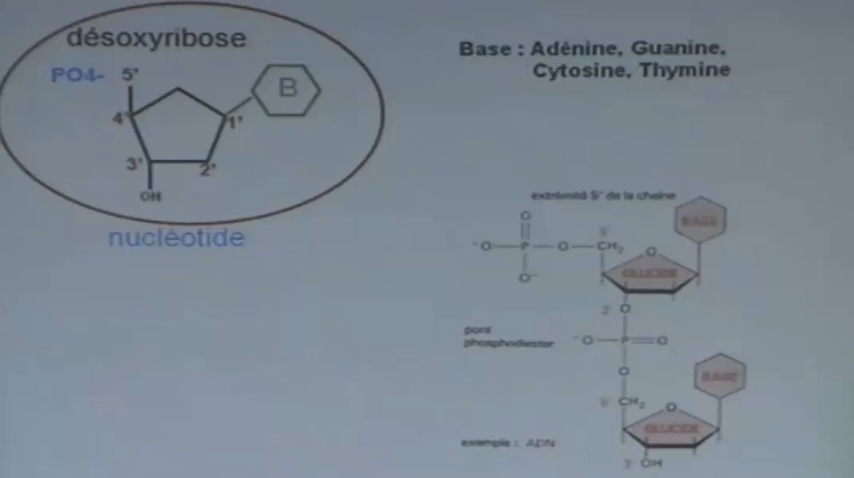 désoxyribose
PO4- 5'
B
4'
1'
3'
2'
OH
nucléotide
Base : Adénine, Guanine,
Cytosine, Thymine
extrémité 5' de la chaîne
O
BASE
5'
-O—P—O—CH2
O
O-
GLUCIDE
3' O
pont
phosphodiester
-O—P=O
O
BASE
5' CH2
O
GLUCIDE
exemple : ADN
3' OH